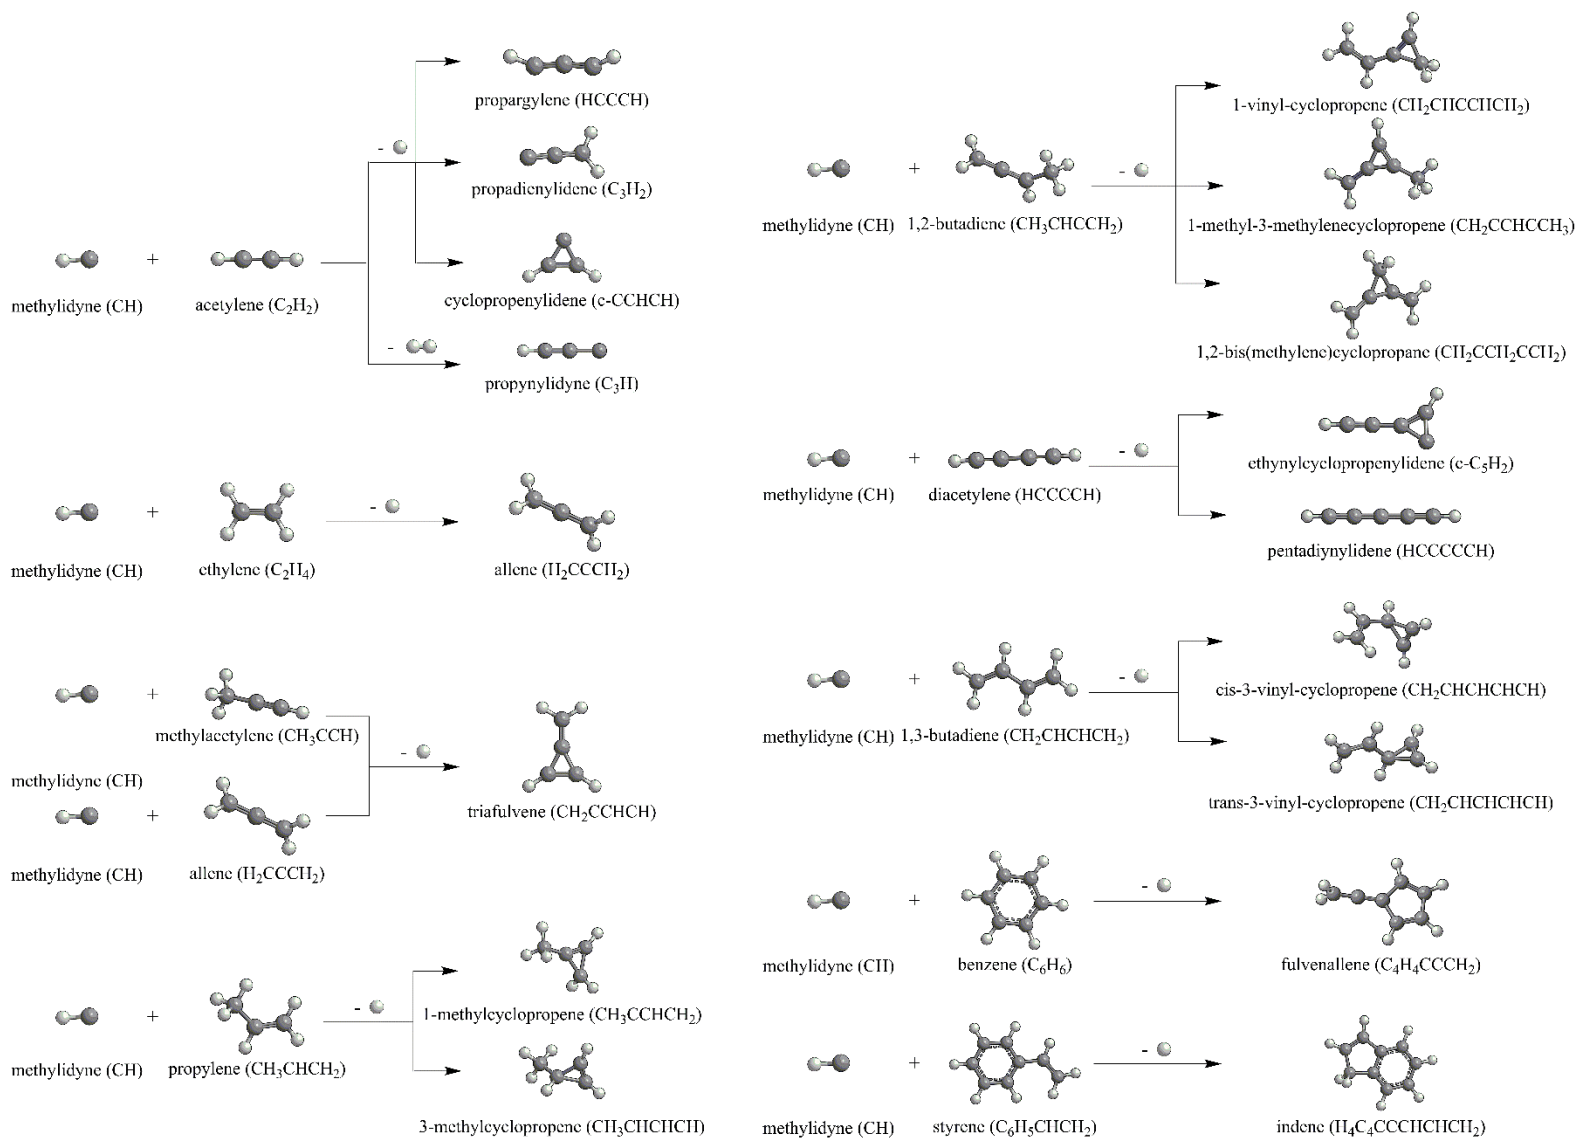 propargylene (HCCCH)
-
propadienylidene (C₃H₂)
+
methylidyne (CH)
acetylene (C₂H₂)
cyclopropenylidene (c-CCHCH)
-
propynylidyne (C₃H)
+
-
methylidyne (CH)
ethylene (C₂H₄)
allene (H₂CCCH₂)
+
methylacetylene (CH₃CCH)
-
methylidyne (CH)
+
triafulvene (CH₂CCHCH)
methylidyne (CH)
allene (H₂CCCH₂)
+
-
1-methylcyclopropene (CH₃CCHCH₂)
methylidyne (CH)
propylene (CH₃CHCH₂)
3-methylcyclopropene (CH₃CHCHCH)
1-vinyl-cyclopropene (CH₂CHCCHCH₂)
+
-
methylidyne (CH)
1,2-butadiene (CH₃CHCCH₂)
1-methyl-3-methylenecyclopropene (CH₂CCHCCH₃)
1,2-bis(methylene)cyclopropane (CH₂CCH₂CCH₂)
+
-
methylidyne (CH)
diacetylene (HCCCCH)
ethynylcyclopropenylidene (c-C₅H₂)
pentadiynylidene (HCCCCCH)
+
-
methylidyne (CH)
1,3-butadiene (CH₂CHCHCH₂)
cis-3-vinyl-cyclopropene (CH₂CHCHCHCH)
trans-3-vinyl-cyclopropene (CH₂CHCHCHCH)
+
-
methylidyne (CH)
benzene (C₆H₆)
fulvenallene (C₄H₄CCCH₂)
+
-
methylidyne (CH)
styrene (C₆H₅CHCH₂)
indene (H₄C₄CCCHCHCH₂)